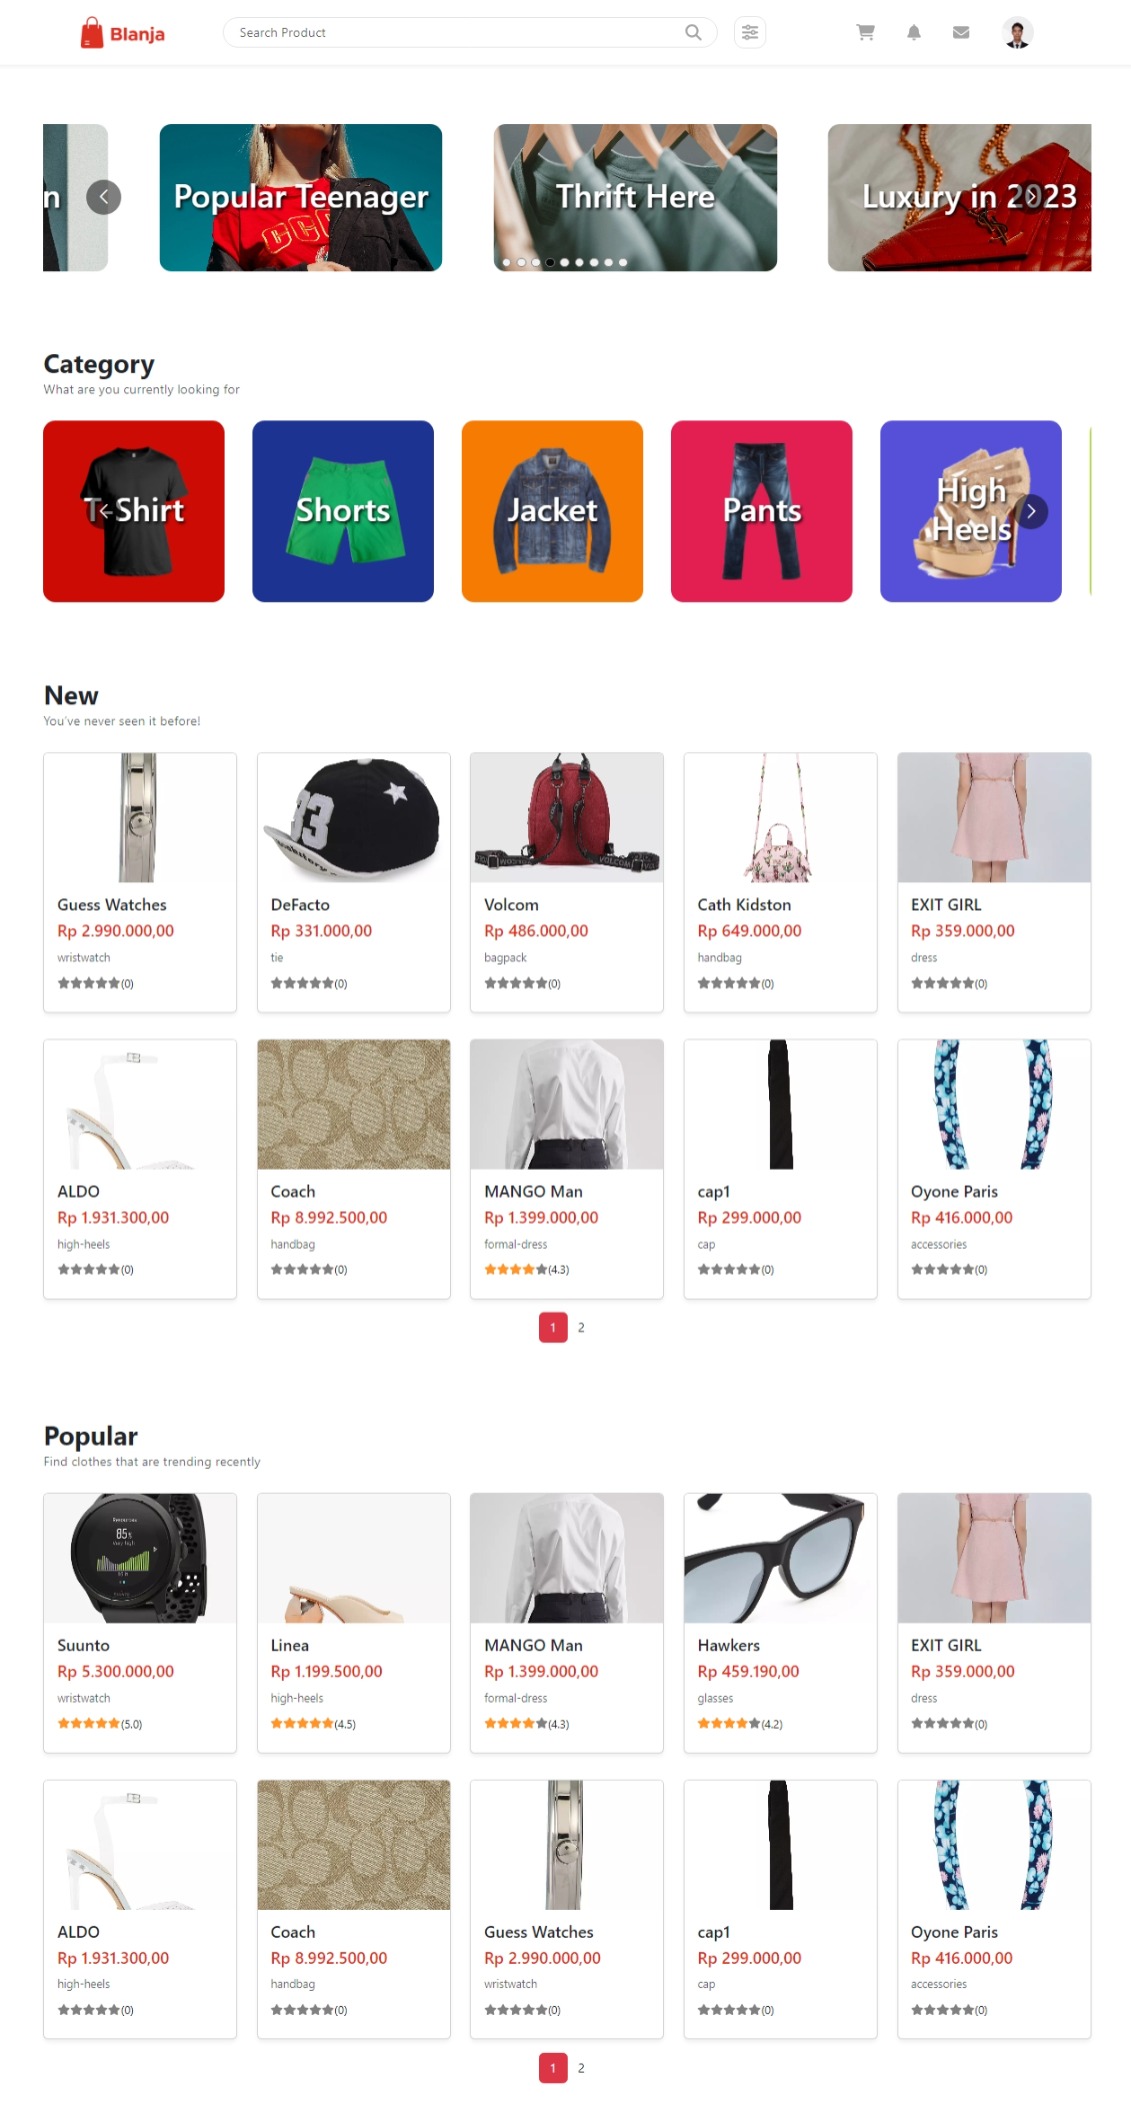 Blanja
Search Product
n
Popular Teenager
Thrift Here
Luxury in 2023
Category
What are you currently looking for
T-Shirt
Shorts
Jacket
Pants
High
Heels
New
You've never seen it before!
Guess Watches
Rp 2.990.000,00
wristwatch
(0)
33
DeFacto
Rp 331.000,00
tie
(0)
VOLCOM
Volcom
Rp 486.000,00
bagpack
(0)
Cath Kidston
Rp 649.000,00
handbag
(0)
EXIT GIRL
Rp 359.000,00
dress
(0)
ALDO
Rp 1.931.300,00
high-heels
(0)
Coach
Rp 8.992.500,00
handbag
(0)
MANGO Man
Rp 1.399.000,00
formal-dress
(4.3)
cap1
Rp 299.000,00
cap
(0)
Oyone Paris
Rp 416.000,00
accessories
(0)
1 2
Popular
Find clothes that are trending recently
85%
Very high
Suunto
Rp 5.300.000,00
wristwatch
(5.0)
Linea
Rp 1.199.500,00
high-heels
(4.5)
MANGO Man
Rp 1.399.000,00
formal-dress
(4.3)
Hawkers
Rp 459.190,00
glasses
(4.2)
EXIT GIRL
Rp 359.000,00
dress
(0)
ALDO
Rp 1.931.300,00
high-heels
(0)
Coach
Rp 8.992.500,00
handbag
(0)
Guess Watches
Rp 2.990.000,00
wristwatch
(0)
cap1
Rp 299.000,00
cap
(0)
Oyone Paris
Rp 416.000,00
accessories
(0)
1 2